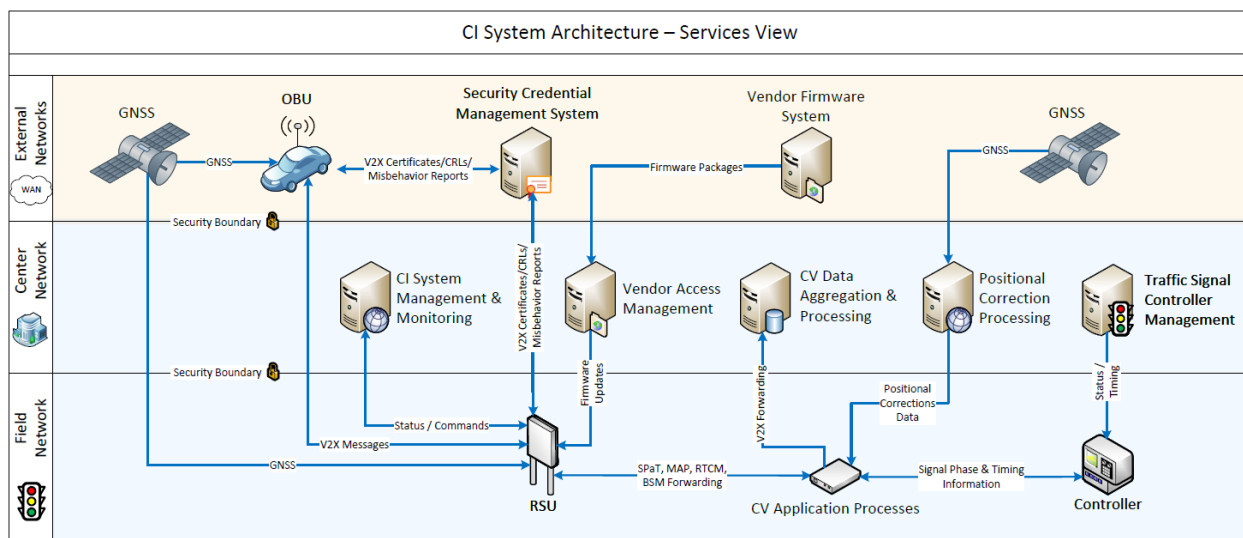 CI System Architecture – Services View
External
Networks
WAN
GNSS
OBU
Security Credential
Management System
Vendor Firmware
System
GNSS
GNSS
V2X Certificates/CRLs/
Misbehavior Reports
Firmware Packages
GNSS
Security Boundary
Center
Network
CI System
Management &
Monitoring
V2X Certificates/CRLs/
Misbehavior Reports
Vendor Access
Management
CV Data
Aggregation &
Processing
Positional
Correction
Processing
Traffic Signal
Controller
Management
Security Boundary
Field
Network
Firmware
Updates
V2X Forwarding
Positional
Corrections
Data
Status /
Timing
Status / Commands
V2X Messages
GNSS
SPaT, MAP, RTCM,
BSM Forwarding
Signal Phase & Timing
Information
RSU
CV Application Processes
Controller